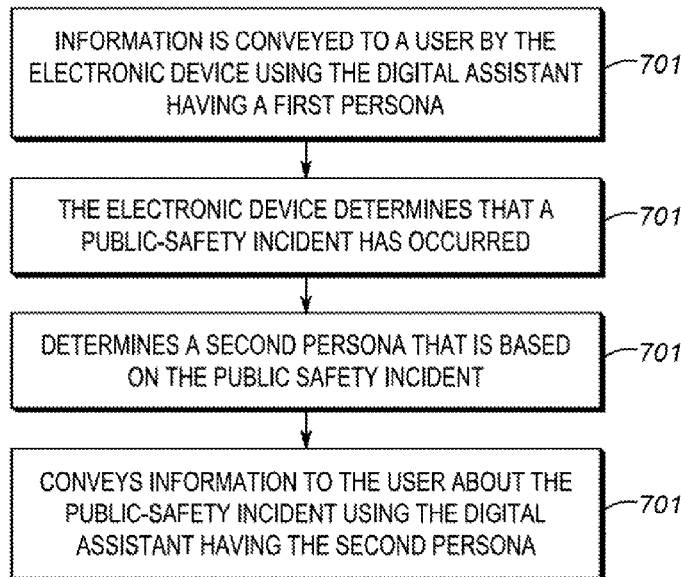 INFORMATION IS CONVEYED TO A USER BY THE
ELECTRONIC DEVICE USING THE DIGITAL ASSISTANT
HAVING A FIRST PERSONA
701
THE ELECTRONIC DEVICE DETERMINES THAT A
PUBLIC-SAFETY INCIDENT HAS OCCURRED
701
DETERMINES A SECOND PERSONA THAT IS BASED
ON THE PUBLIC SAFETY INCIDENT
701
CONVEYS INFORMATION TO THE USER ABOUT THE
PUBLIC-SAFETY INCIDENT USING THE DIGITAL
ASSISTANT HAVING THE SECOND PERSONA
701